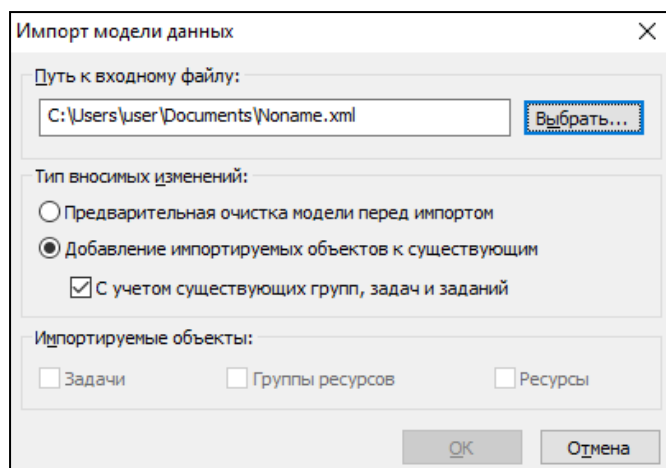 Импорт модели данных
Путь к входному файлу:
C:\Users\user\Documents\Noname.xml
Выбрать...
Тип вносимых изменений:
Предварительная очистка модели перед импортом
Добавление импортируемых объектов к существующим
С учетом существующих групп, задач и заданий
Импортируемые объекты:
Задачи Группы ресурсов Ресурсы
OK Отмена